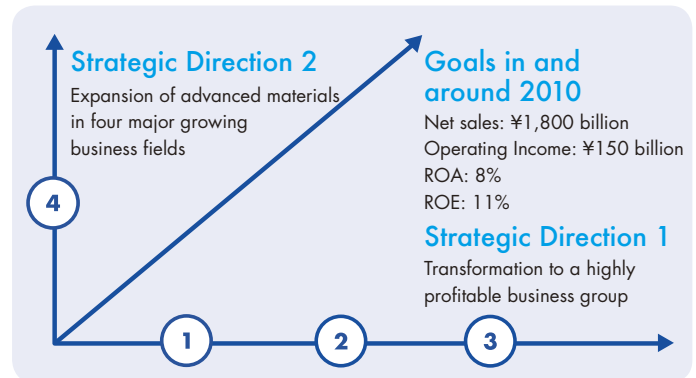 Strategic Direction 2
Expansion of advanced materials
in four major growing
business fields
Goals in and
around 2010
Net sales: ¥1,800 billion
Operating Income: ¥150 billion
ROA: 8%
ROE: 11%
Strategic Direction 1
Transformation to a highly
profitable business group
4
1
2
3